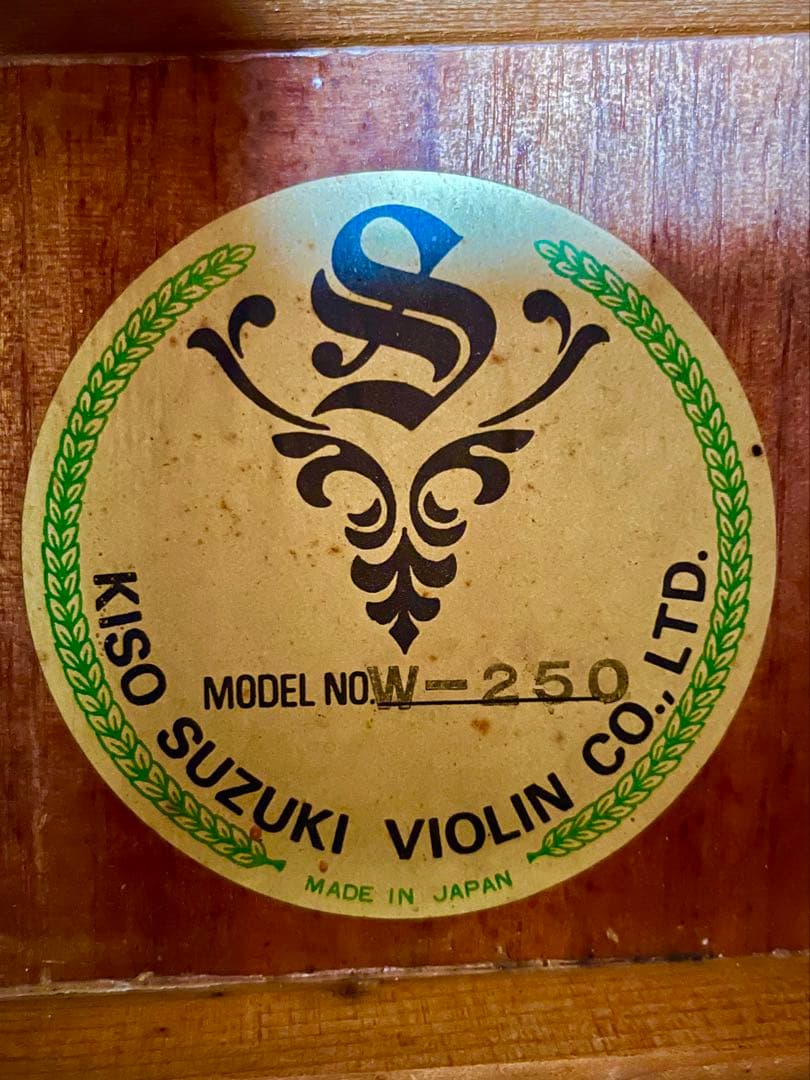 S
MODEL NO. W-250
KISO SUZUKI VIOLIN CO., LTD.
MADE IN JAPAN